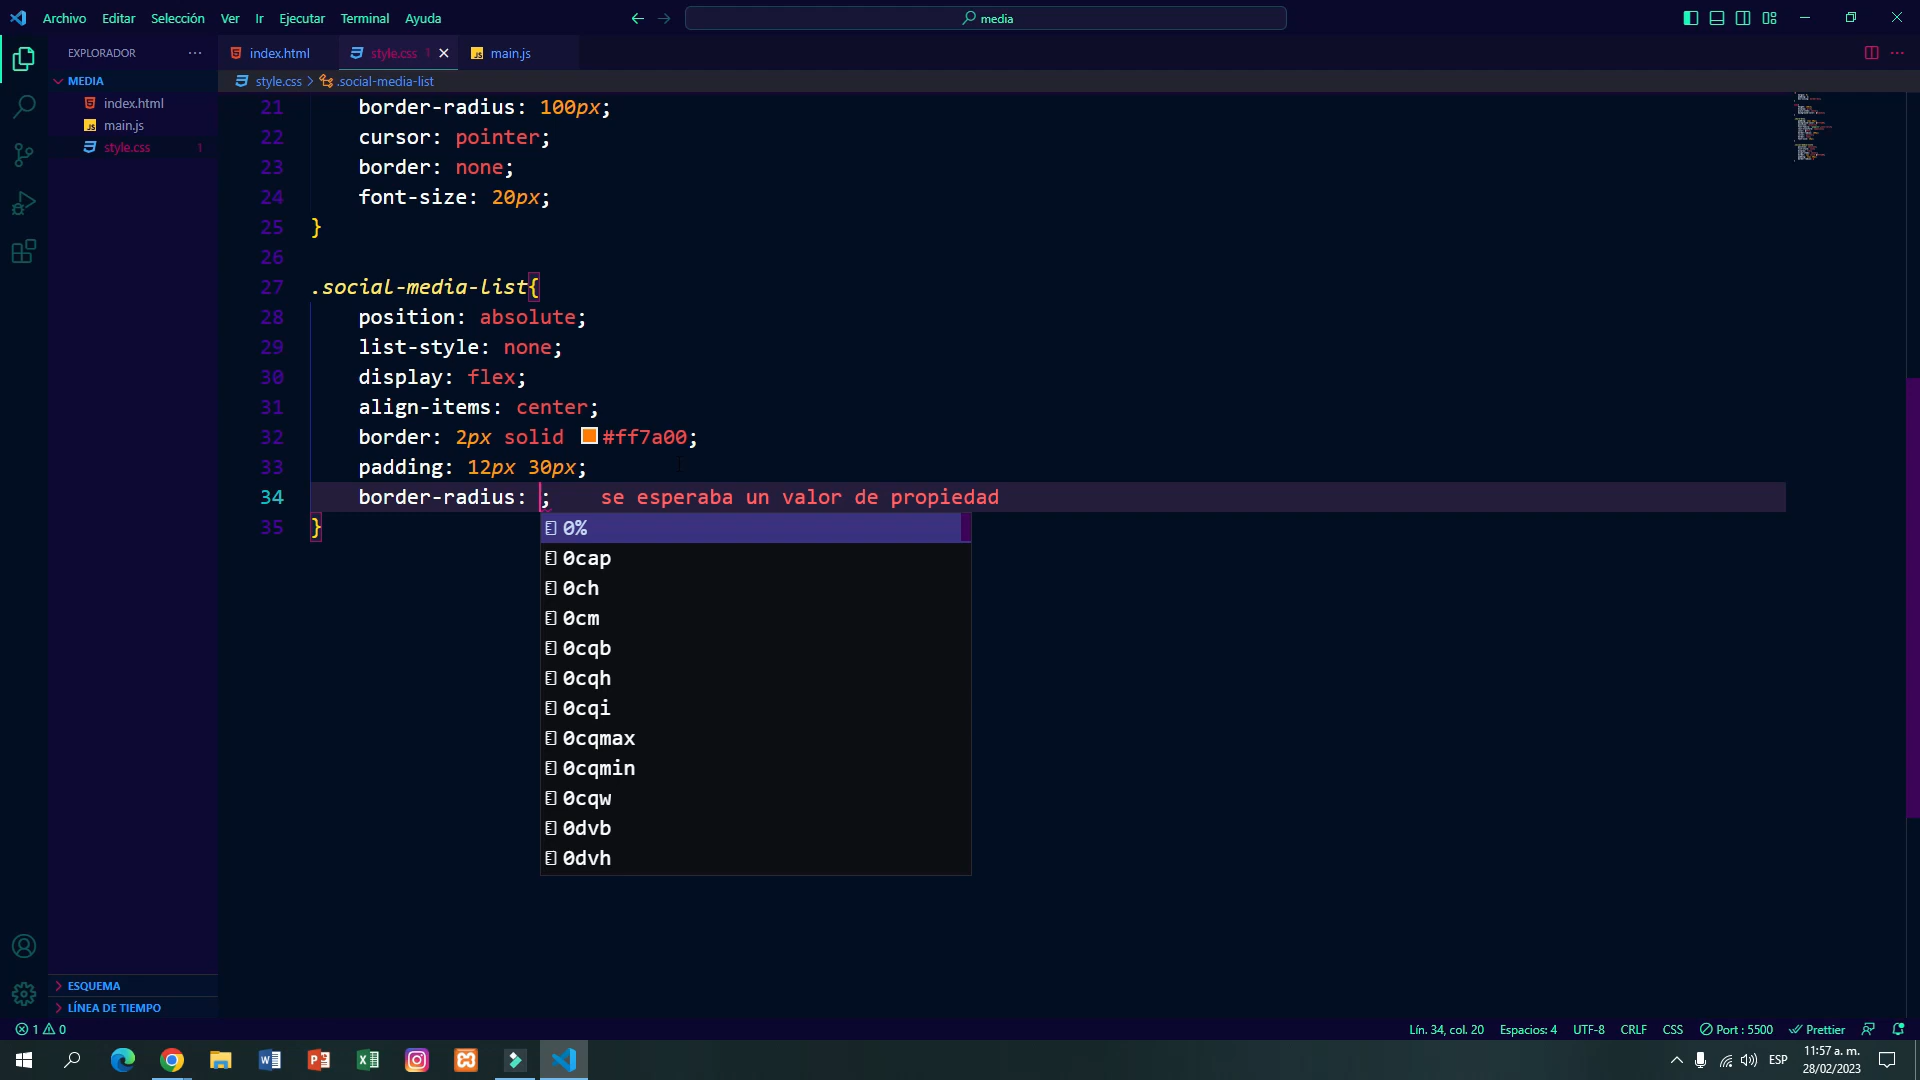 Archivo Editar Selección Ver Ir Ejecutar Terminal Ayuda media
EXPLORADOR index.html style.css 1 main.js
MEDIA style.css > .social-media-list
index.html
main.js
style.css 1
21 border-radius: 100px;
22 cursor: pointer;
23 border: none;
24 font-size: 20px;
25 }
26
27 .social-media-list{
28 position: absolute;
29 list-style: none;
30 display: flex;
31 align-items: center;
32 border: 2px solid #ff7a00;
33 padding: 12px 30px;
34 border-radius: ; se esperaba un valor de propiedad
35 }
0%
0cap
0ch
0cm
0cqb
0cqh
0cqi
0cqmax
0cqmin
0cqw
0dvb
0dvh
ESQUEMA
LÍNEA DE TIEMPO
1 0 Lín. 34, col. 20 Espacios: 4 UTF-8 CRLF CSS Port : 5500 Prettier
ESP 11:57 a. m.
28/02/2023